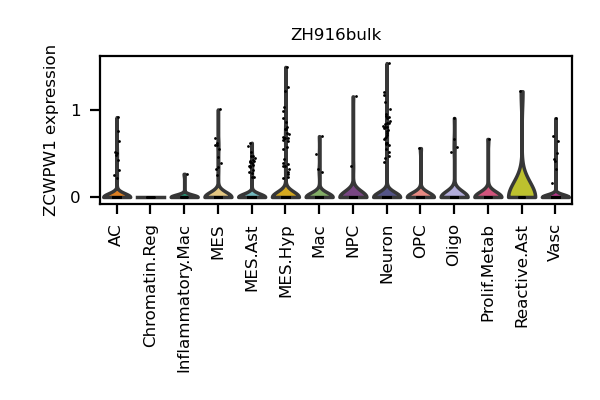 ZH916bulk
ZCWPW1 expression
1
0
AC
Chromatin.Reg
Inflammatory.Mac
MES
MES.Ast
MES.Hyp
Mac
NPC
Neuron
OPC
Oligo
Prolif.Metab
Reactive.Ast
Vasc